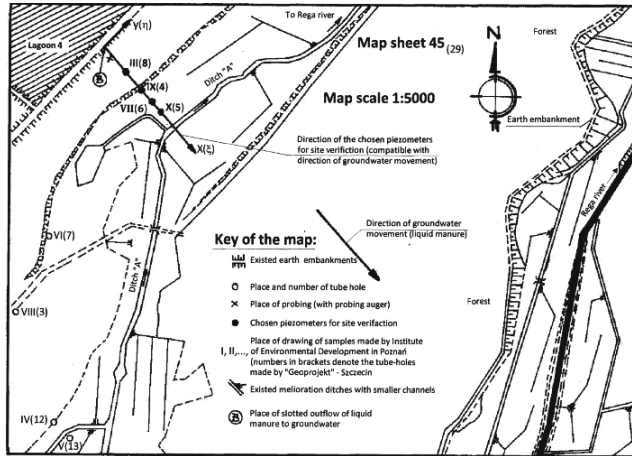 Y(η)
Lagoon 4
To Rega river
Map sheet 45 (29)
N
Forest
III(8)
IX(4)
Ditch "A"
VII(6)
X(5)
Map scale 1:5000
Earth embankment
X(ξ)
Direction of the chosen piezometers
for site verifiction (compatible with
direction of groundwater movement)
Rega river
VI(7)
Direction of groundwater
movement (liquid manure)
Key of the map:
Existed earth embankments
Ditch "A"
Place and number of tube hole
Place of probing (with probing auger)
Forest
VIII(3)
Chosen piezometers for site verifaction
I, II,...,
Place of drawing of samples made by Institute
of Environmental Development in Poznań
(numbers in brackets denote the tube-holes
made by "Geoprojekt" - Szczecin
Existed melioration ditches with smaller channels
IV(12)
V(13)
Place of slotted outflow of liquid
manure to groundwater